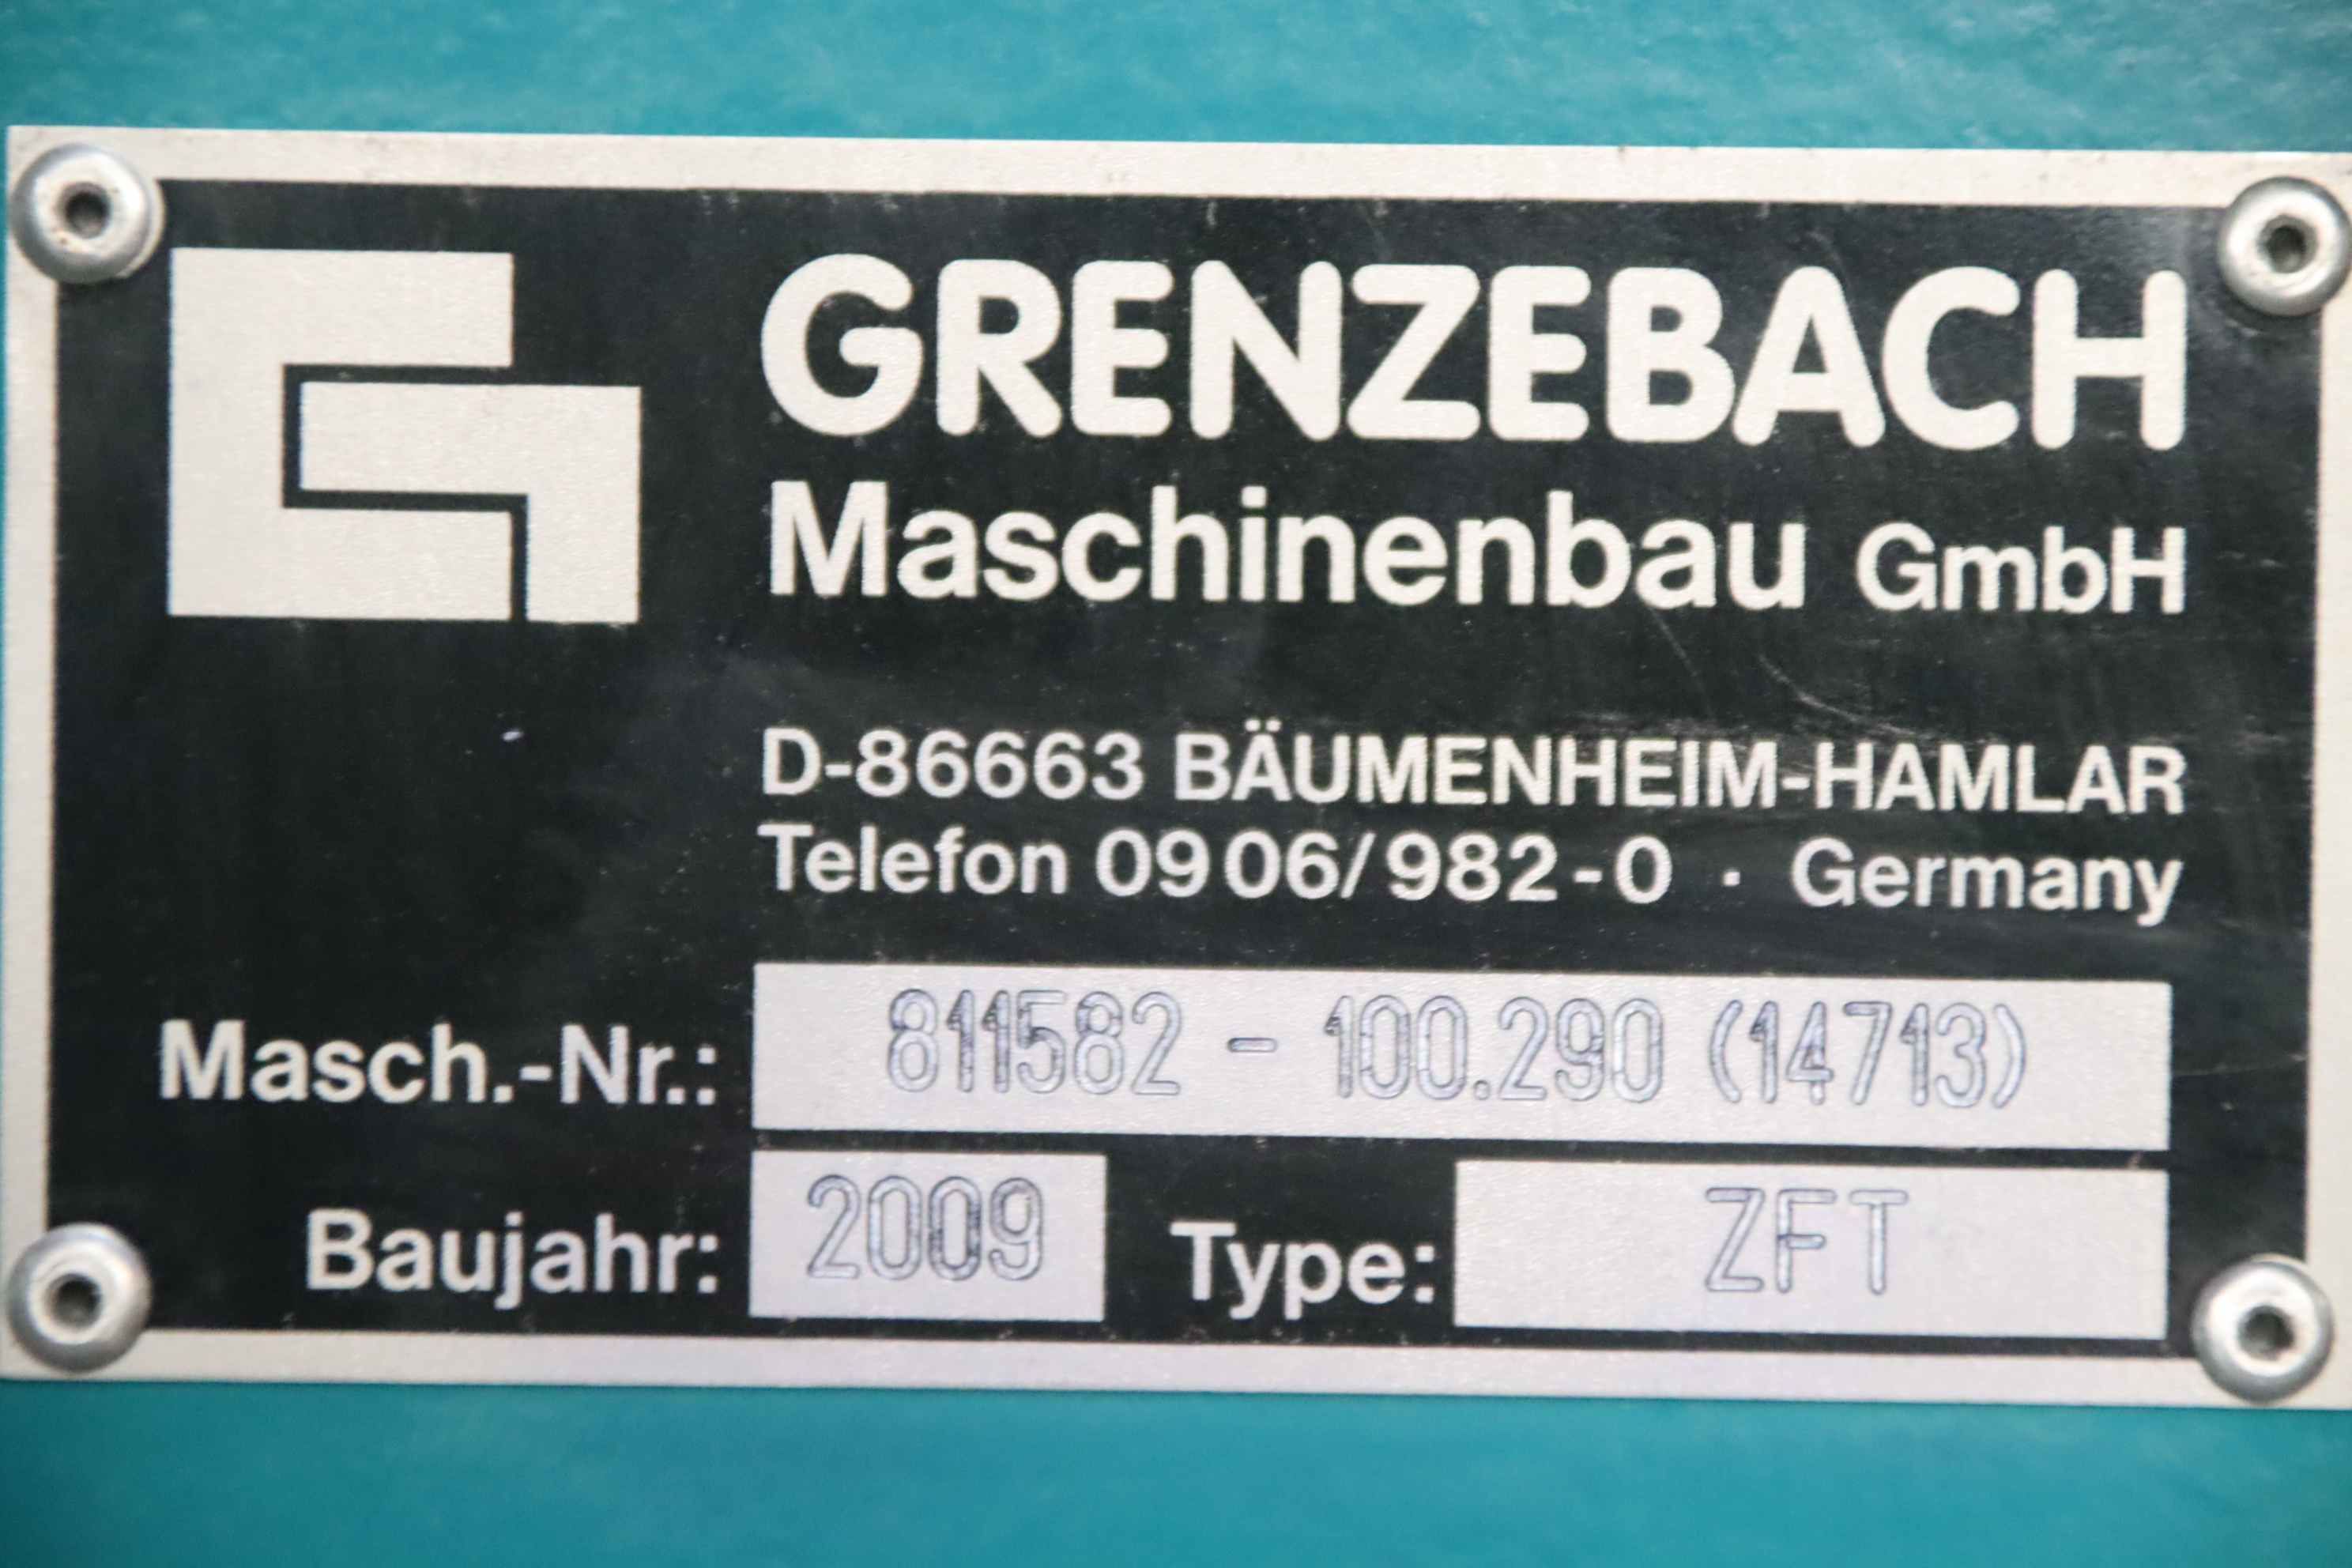 GRENZEBACH
Maschinenbau GmbH
D-86663 BÄUMENHEIM-HAMLAR
Telefon 0906/982-0 · Germany
Masch.-Nr.: 811582 - 100.290 (14713)
Baujahr: 2009 Type: ZFT